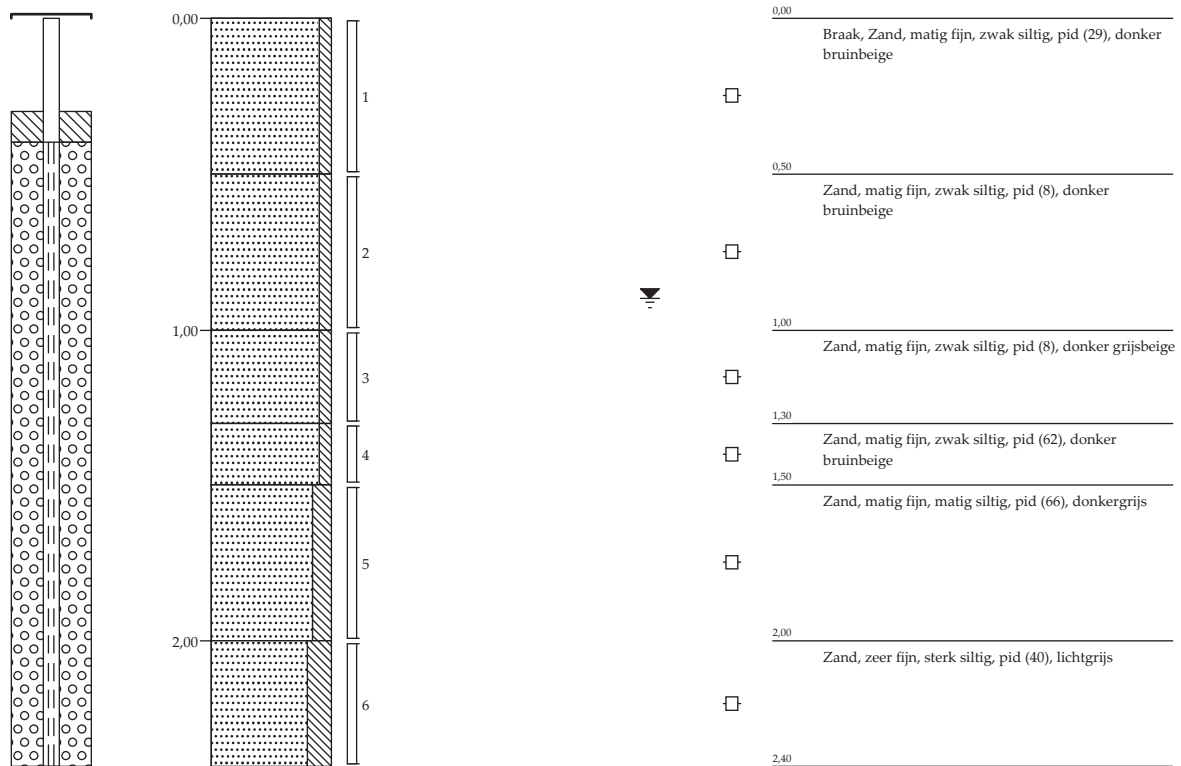 0,00
1,00
2,00
1
2
3
4
5
6
0,00
Braak, Zand, matig fijn, zwak siltig, pid (29), donker
bruinbeige
0,50
Zand, matig fijn, zwak siltig, pid (8), donker
bruinbeige
1,00
Zand, matig fijn, zwak siltig, pid (8), donker grijsbeige
1,30
Zand, matig fijn, zwak siltig, pid (62), donker
bruinbeige
1,50
Zand, matig fijn, matig siltig, pid (66), donkergrijs
2,00
Zand, zeer fijn, sterk siltig, pid (40), lichtgrijs
2,40